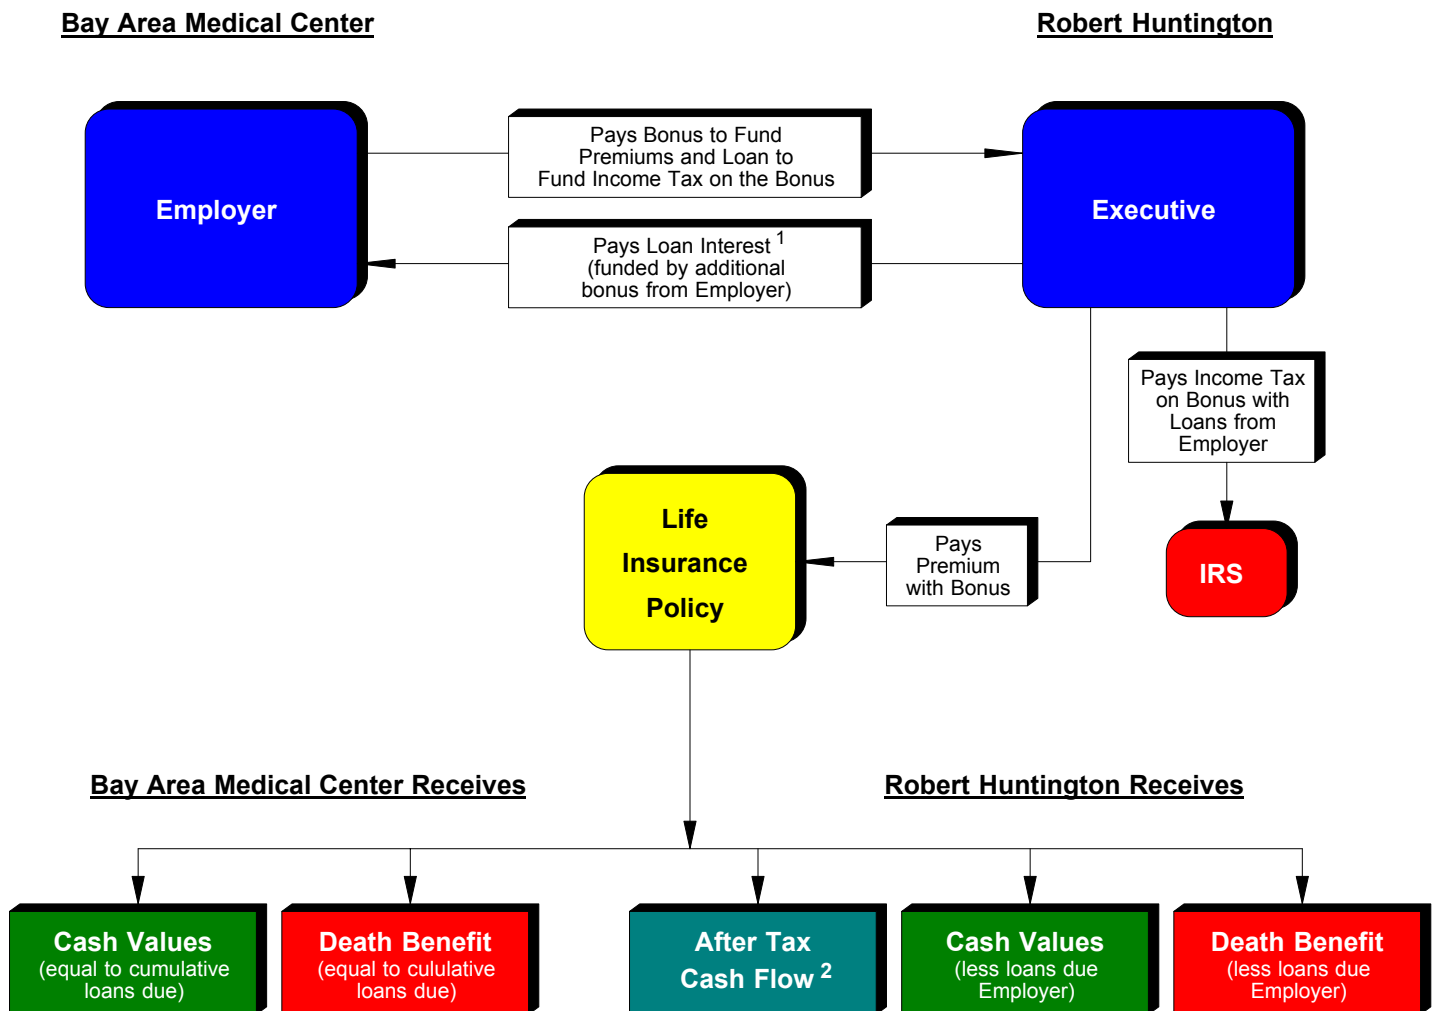 Bay Area Medical Center
Robert Huntington
Pays Bonus to Fund
Premiums and Loan to
Fund Income Tax on the Bonus
Employer
Executive
Pays Loan Interest 1
(funded by additional
bonus from Employer)
Pays Income Tax
on Bonus with
Loans from
Employer
Life
Insurance
Policy
Pays
Premium
with Bonus
IRS
Bay Area Medical Center Receives
Robert Huntington Receives
Cash Values
(equal to cumulative
loans due)
Death Benefit
(equal to cululative
loans due)
After Tax
Cash Flow 2
Cash Values
(less loans due
Employer)
Death Benefit
(less loans due
Employer)